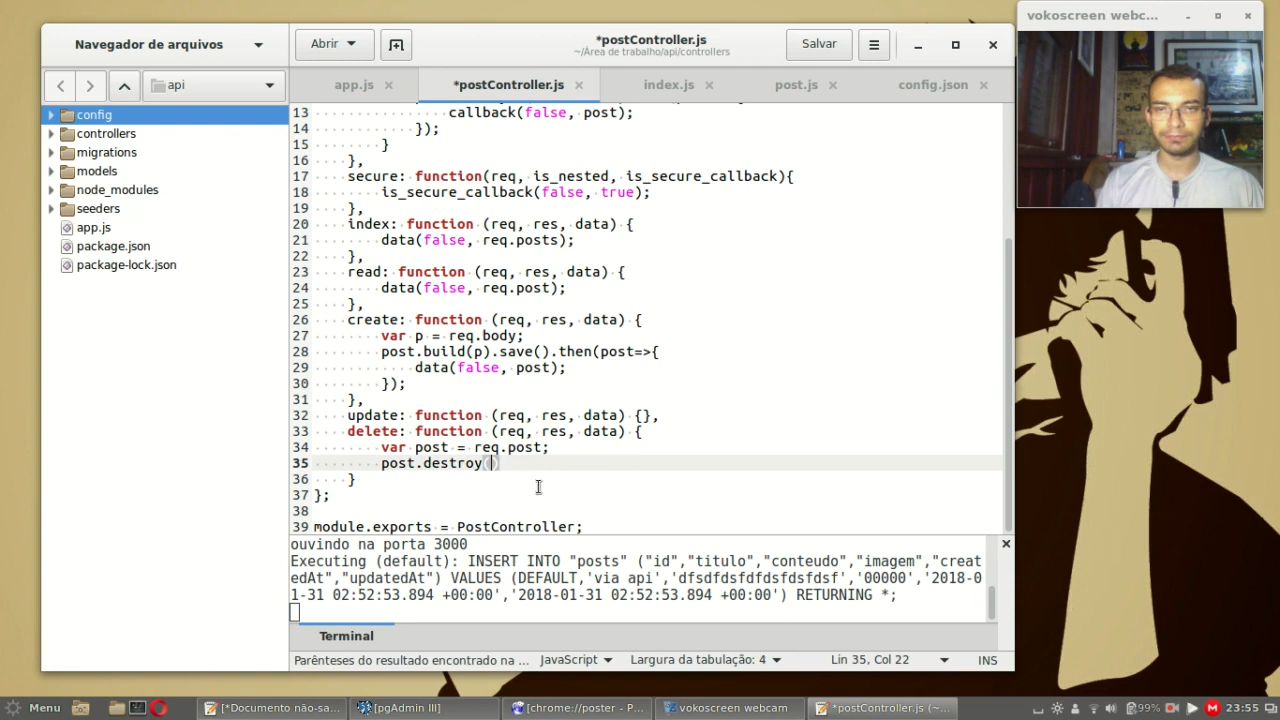 vokoscreen webc...
Navegador de arquivos
Abrir
*postController.js
~/Área de trabalho/api/controllers
Salvar
api
app.js
*postController.js
index.js
post.js
config.json
config
controllers
migrations
models
node_modules
seeders
app.js
package.json
package-lock.json
13 callback(false, post);
14 });
15 }
16 },
17 secure: function(req, is_nested, is_secure_callback){
18 is_secure_callback(false, true);
19 },
20 index: function (req, res, data) {
21 data(false, req.posts);
22 },
23 read: function (req, res, data) {
24 data(false, req.post);
25 },
26 create: function (req, res, data) {
27 var p = req.body;
28 post.build(p).save().then(post=>{
29 data(false, post);
30 });
31 },
32 update: function (req, res, data) {},
33 delete: function (req, res, data) {
34 var post = req.post;
35 post.destroy()
36 }
37 };
38
39 module.exports = PostController;
ouvindo na porta 3000
Executing (default): INSERT INTO "posts" ("id","titulo","conteudo","imagem","creat
edAt","updatedAt") VALUES (DEFAULT,'via api','dfsdfdsfdfdsfdsfdsf','00000','2018-0
1-31 02:52:53.894 +00:00','2018-01-31 02:52:53.894 +00:00') RETURNING *;
Terminal
Parênteses do resultado encontrado na ...
JavaScript
Largura da tabulação: 4
Lin 35, Col 22
INS
Menu
[*Documento não-sa...
[pgAdmin III]
[chrome://poster - P...
vokoscreen webcam
*postController.js (~...
99%
23:55